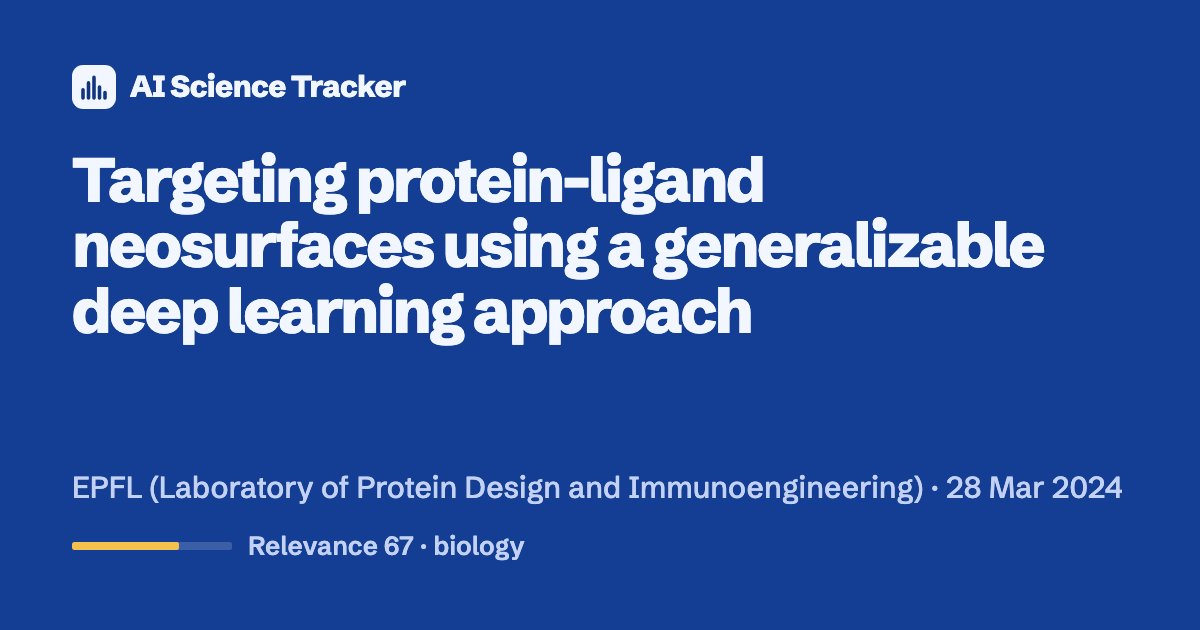 AI Science Tracker
Targeting protein-ligand
neosurfaces using a generalizable
deep learning approach
EPFL (Laboratory of Protein Design and Immunoengineering) · 28 Mar 2024
Relevance 67 · biology